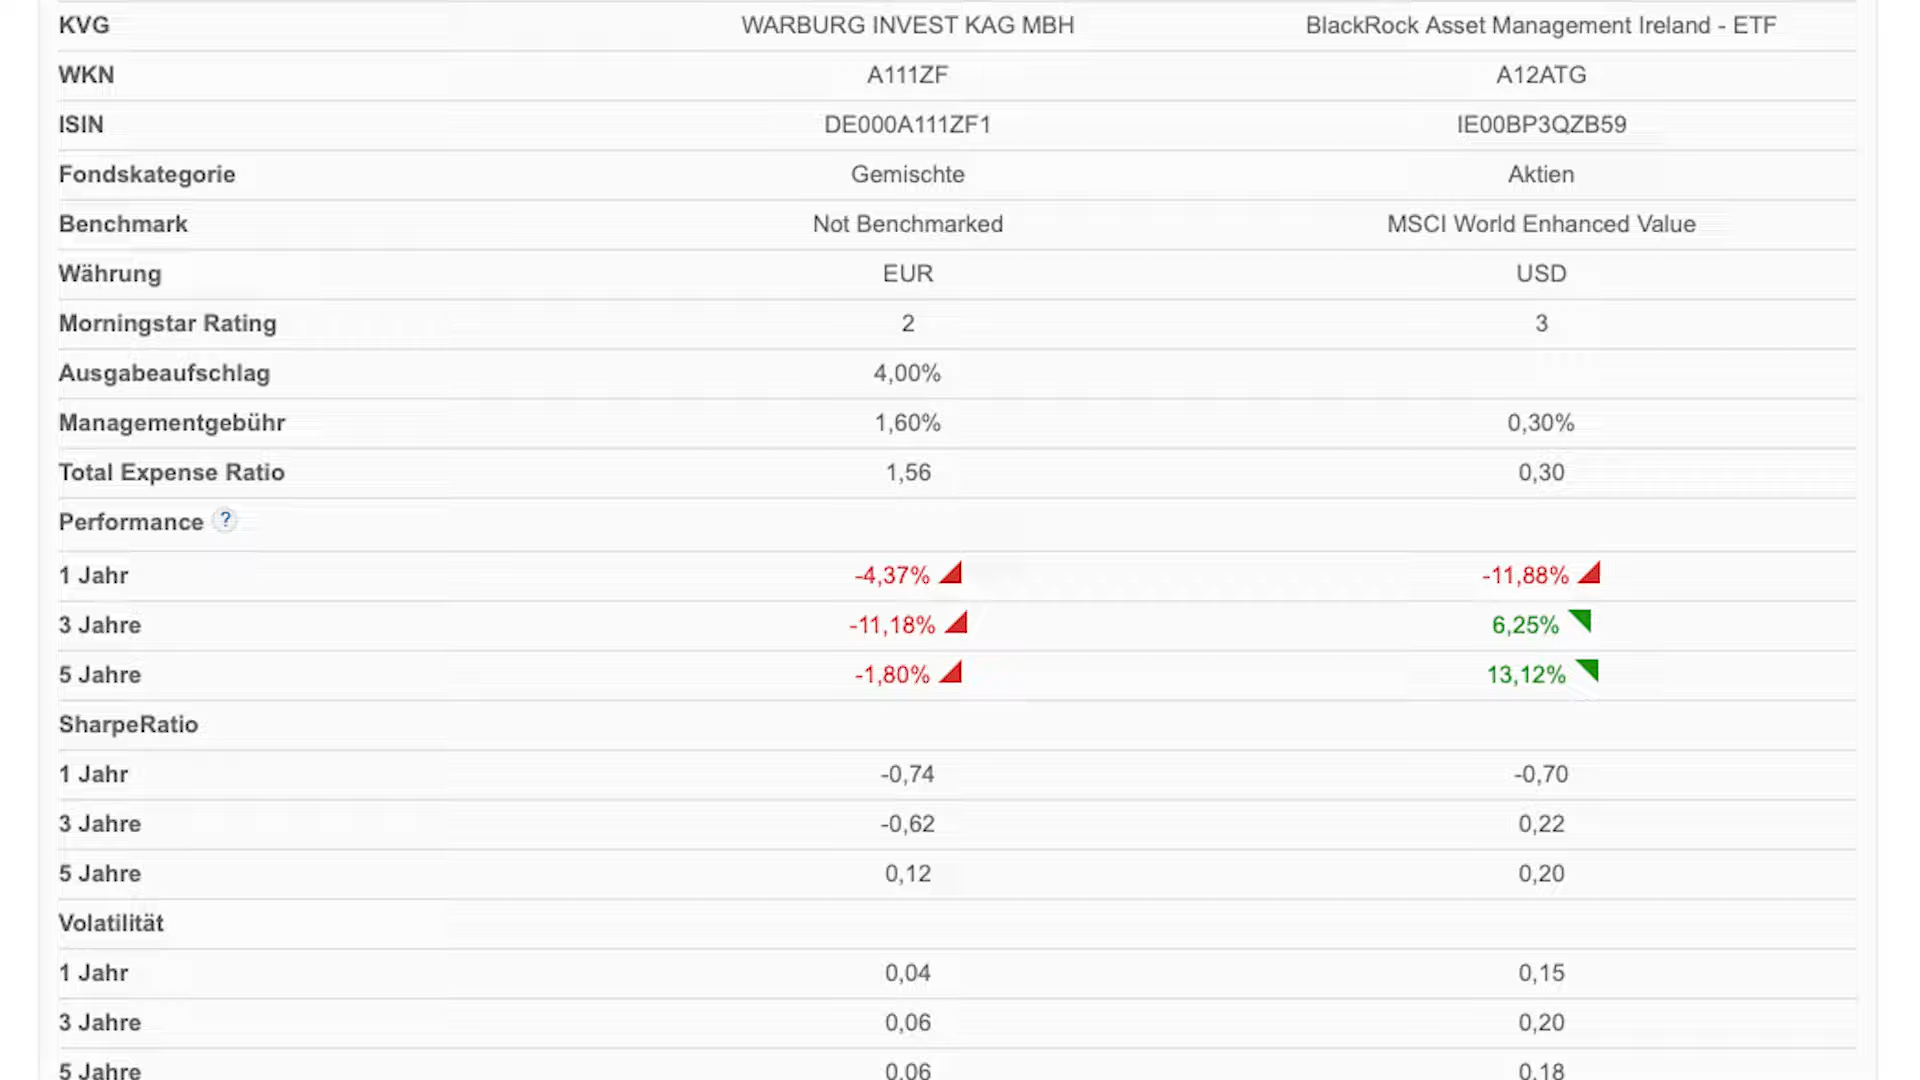 KVG WARBURG INVEST KAG MBH BlackRock Asset Management Ireland - ETF
WKN A111ZF A12ATG
ISIN DE000A111ZF1 IE00BP3QZB59
Fondskategorie Gemischte Aktien
Benchmark Not Benchmarked MSCI World Enhanced Value
Währung EUR USD
Morningstar Rating 2 3
Ausgabeaufschlag 4,00%
Managementgebühr 1,60% 0,30%
Total Expense Ratio 1,56 0,30
Performance ?
1 Jahr -4,37% -11,88%
3 Jahre -11,18% 6,25%
5 Jahre -1,80% 13,12%
SharpeRatio
1 Jahr -0,74 -0,70
3 Jahre -0,62 0,22
5 Jahre 0,12 0,20
Volatilität
1 Jahr 0,04 0,15
3 Jahre 0,06 0,20
5 Jahre 0,06 0,18